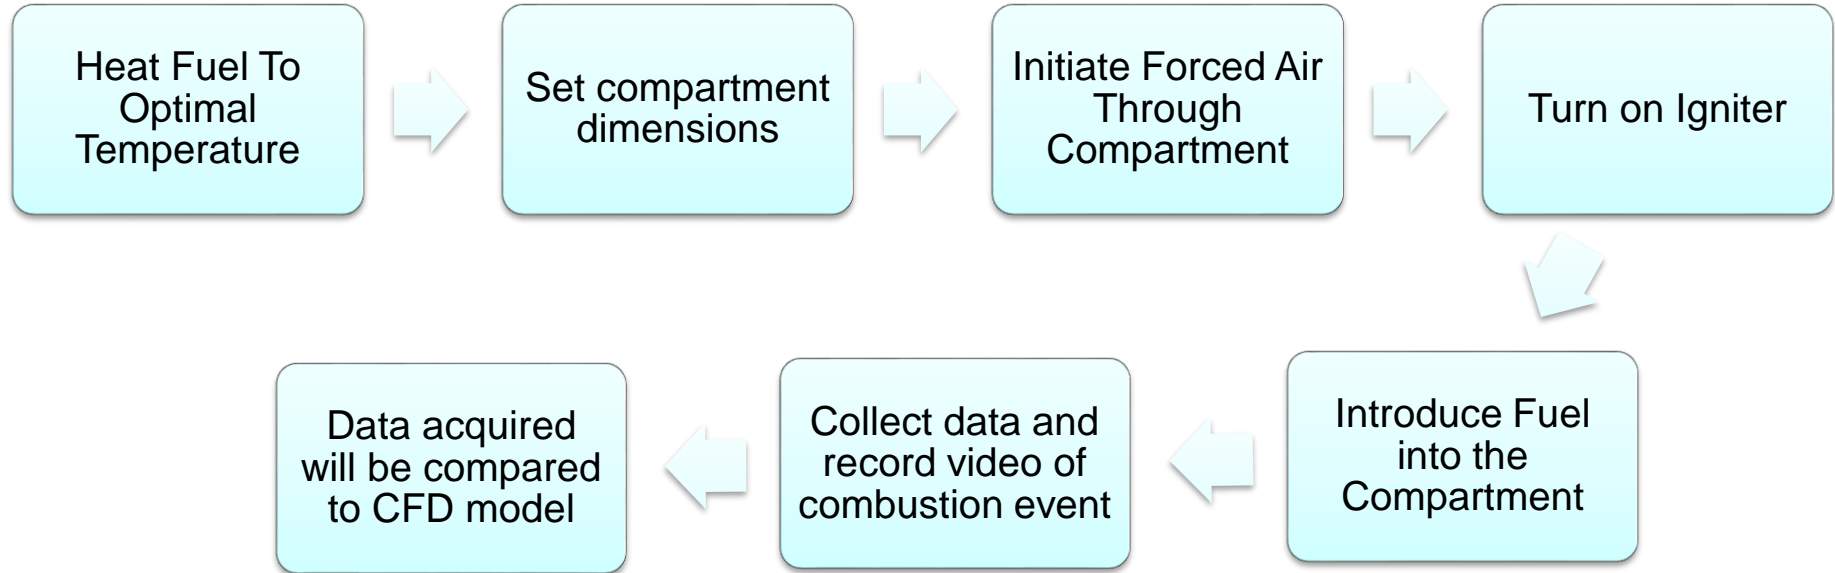 Heat Fuel To
Optimal
Temperature
Set compartment
dimensions
Initiate Forced Air
Through
Compartment
Turn on Igniter
Introduce Fuel
into the
Compartment
Collect data and
record video of
combustion event
Data acquired
will be compared
to CFD model